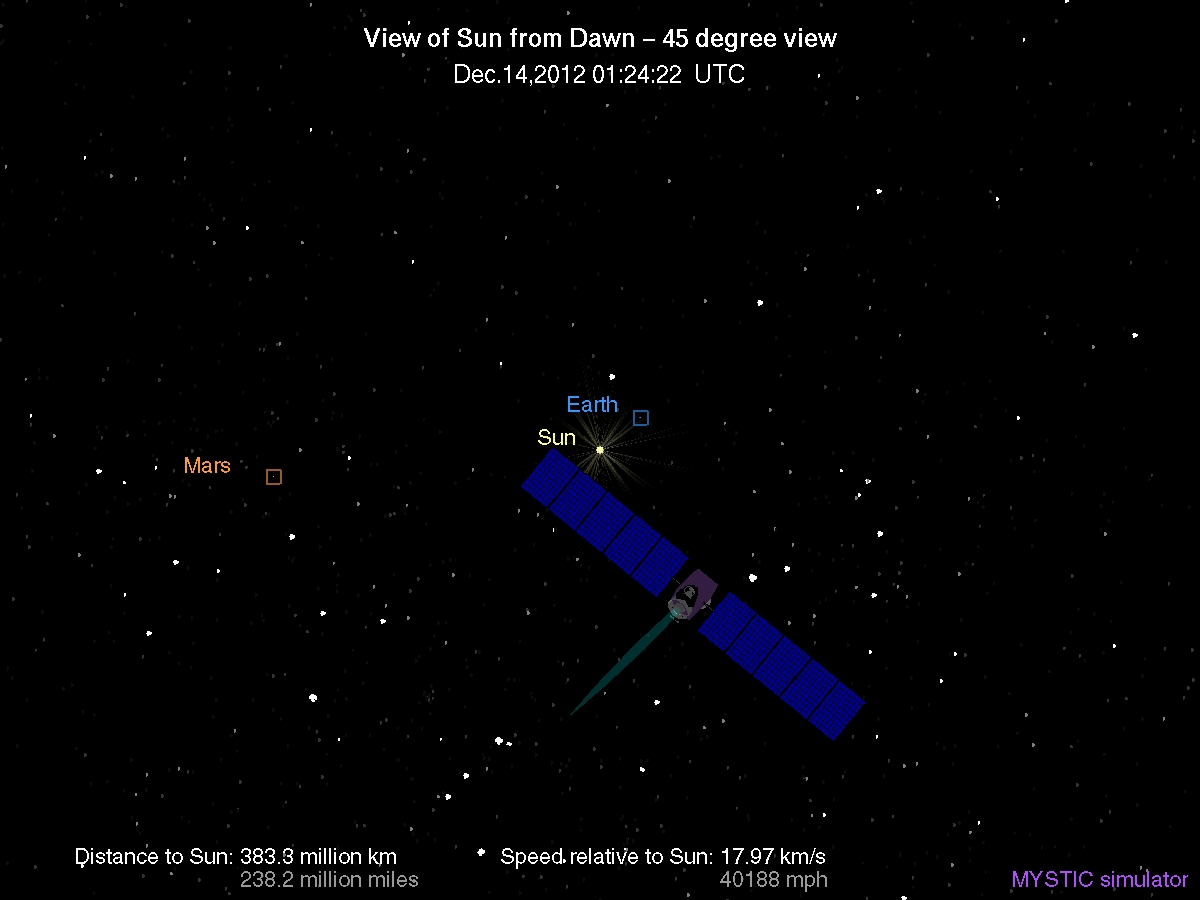 View of Sun from Dawn – 45 degree view
Dec.14,2012 01:24:22 UTC
Earth
Sun
Mars
Distance to Sun: 383.3 million km
238.2 million miles
Speed relative to Sun: 17.97 km/s
40188 mph
MYSTIC simulator